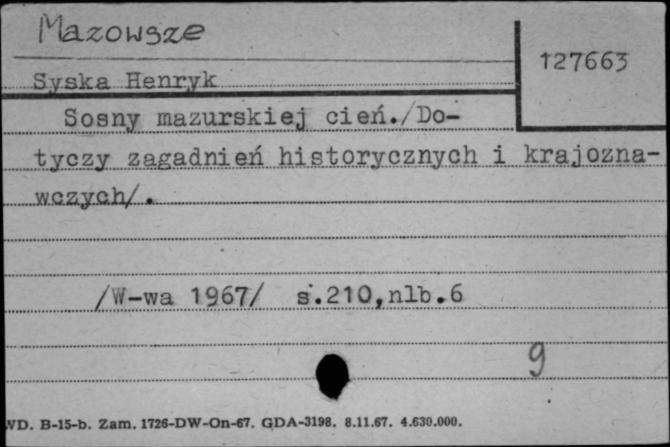 Mazowsze
127663
Syska Henryk
Sosny mazurskiej cień./Do-
tyczy zagadnień historycznych i krajozna-
wczych/.
/W-wa 1967/ s.210,nlb.6
9
WD. B-15-b. Zam. 1726-DW-On-67. GDA-3198. 8.11.67. 4.630.000.